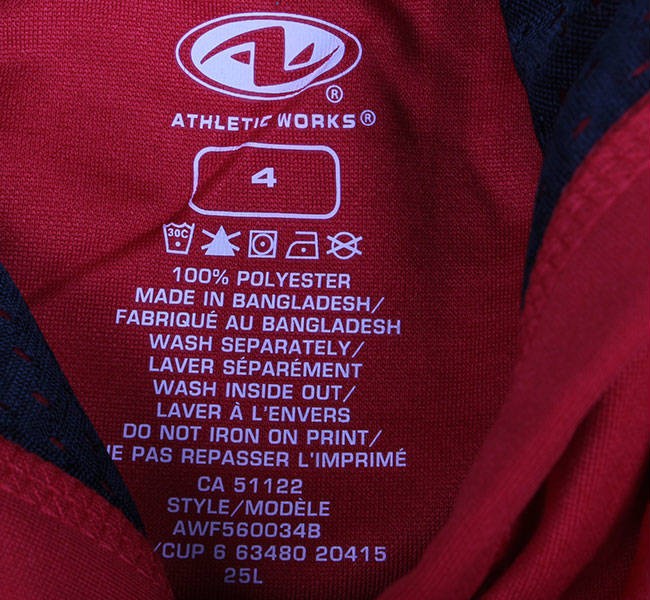 ®
ATHLETIC WORKS®
4
30C
100% POLYESTER
MADE IN BANGLADESH/
FABRIQUÉ AU BANGLADESH
WASH SEPARATELY/
LAVER SÉPARÉMENT
WASH INSIDE OUT/
LAVER À L'ENVERS
DO NOT IRON ON PRINT/
NE PAS REPASSER L'IMPRIMÉ
CA 51122
STYLE/MODÈLE
AWF560034B
/CUP 6 63480 20415
25L